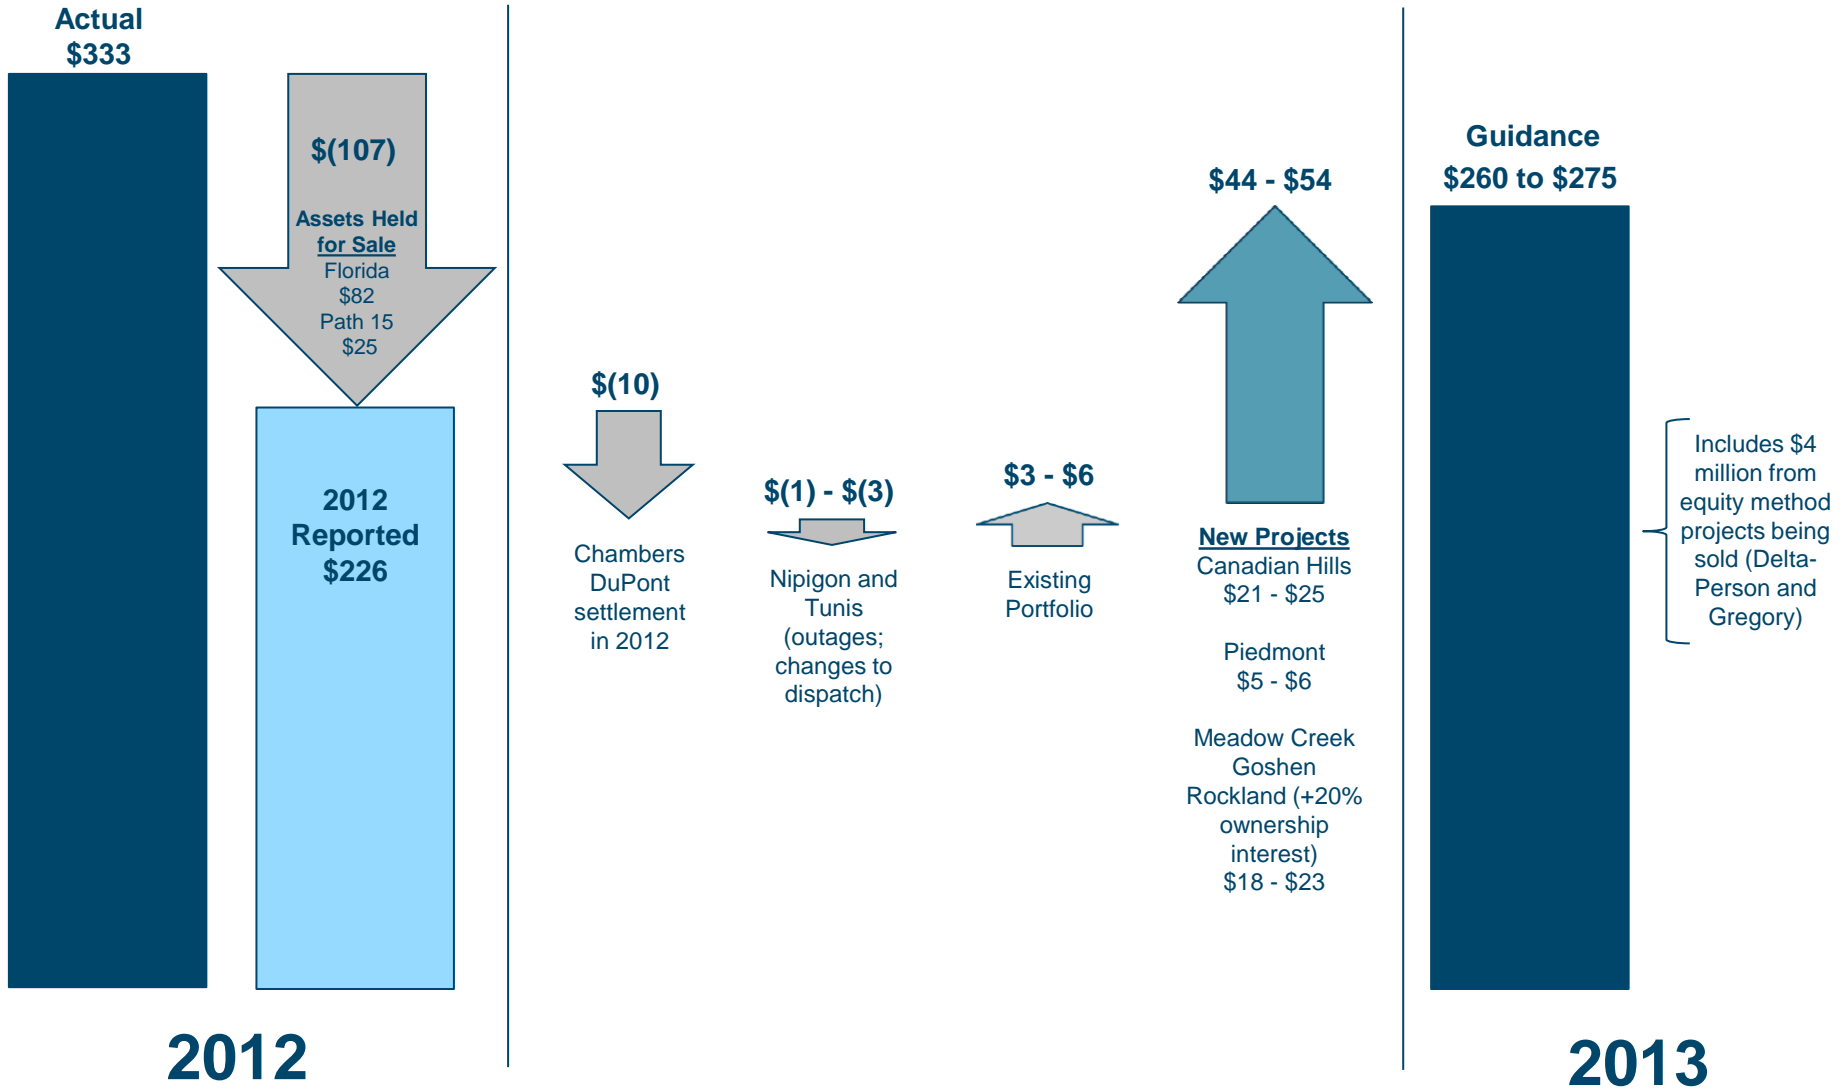 Actual
$333
$(107)
Assets Held
for Sale
Florida
$82
Path 15
$25
2012
Reported
$226
2012
$(10)
Chambers
DuPont
settlement
in 2012
$(1) - $(3)
Nipigon and
Tunis
(outages;
changes to
dispatch)
$3 - $6
Existing
Portfolio
$44 - $54
New Projects
Canadian Hills
$21 - $25
Piedmont
$5 - $6
Meadow Creek
Goshen
Rockland (+20%
ownership
interest)
$18 - $23
Guidance
$260 to $275
Includes $4
million from
equity method
projects being
sold (Delta-
Person and
Gregory)
2013